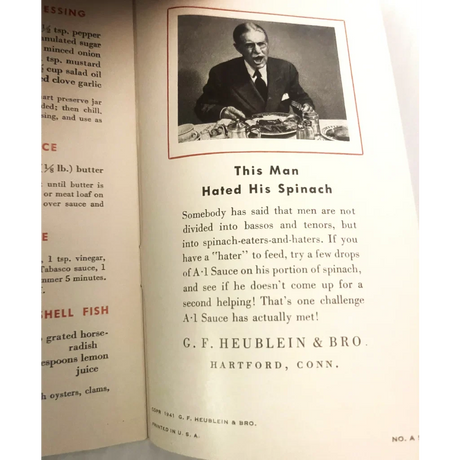 ESSING
½ tsp. pepper
nulated sugar
minced onion
tsp. mustard
cup salad oil
ed clove garlic
art preserve jar
ded; then chill,
sing, and use as
CE
(⅜ lb.) butter
until butter is
or meat loaf on
over sauce and
E
1 tsp. vinegar,
Tabasco sauce, 1
mmer 5 minutes.
SHELL FISH
grated horse-
radish
espoons lemon
juice
h oysters, clams,
This Man
Hated His Spinach
Somebody has said that men are not
divided into bassos and tenors, but
into spinach-eaters-and-haters. If you
have a "hater" to feed, try a few drops
of A·1 Sauce on his portion of spinach,
and see if he doesn't come up for a
second helping! That's one challenge
A·1 Sauce has actually met!
G. F. HEUBLEIN & BRO.
HARTFORD, CONN.
COPR 1941 G. F. HEUBLEIN & BRO.
PRINTED IN U. S. A.
NO. A